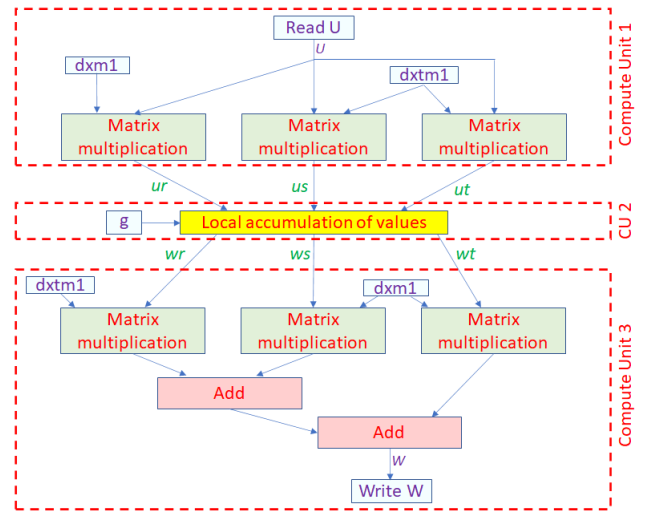 Read U
U
dxm1
dxtm1
Matrix
multiplication
Matrix
multiplication
Matrix
multiplication
Compute Unit 1
ur
us
ut
g
Local accumulation of values
CU 2
wr
ws
wt
dxtm1
dxm1
Matrix
multiplication
Matrix
multiplication
Matrix
multiplication
Add
Add
W
Write W
Compute Unit 3